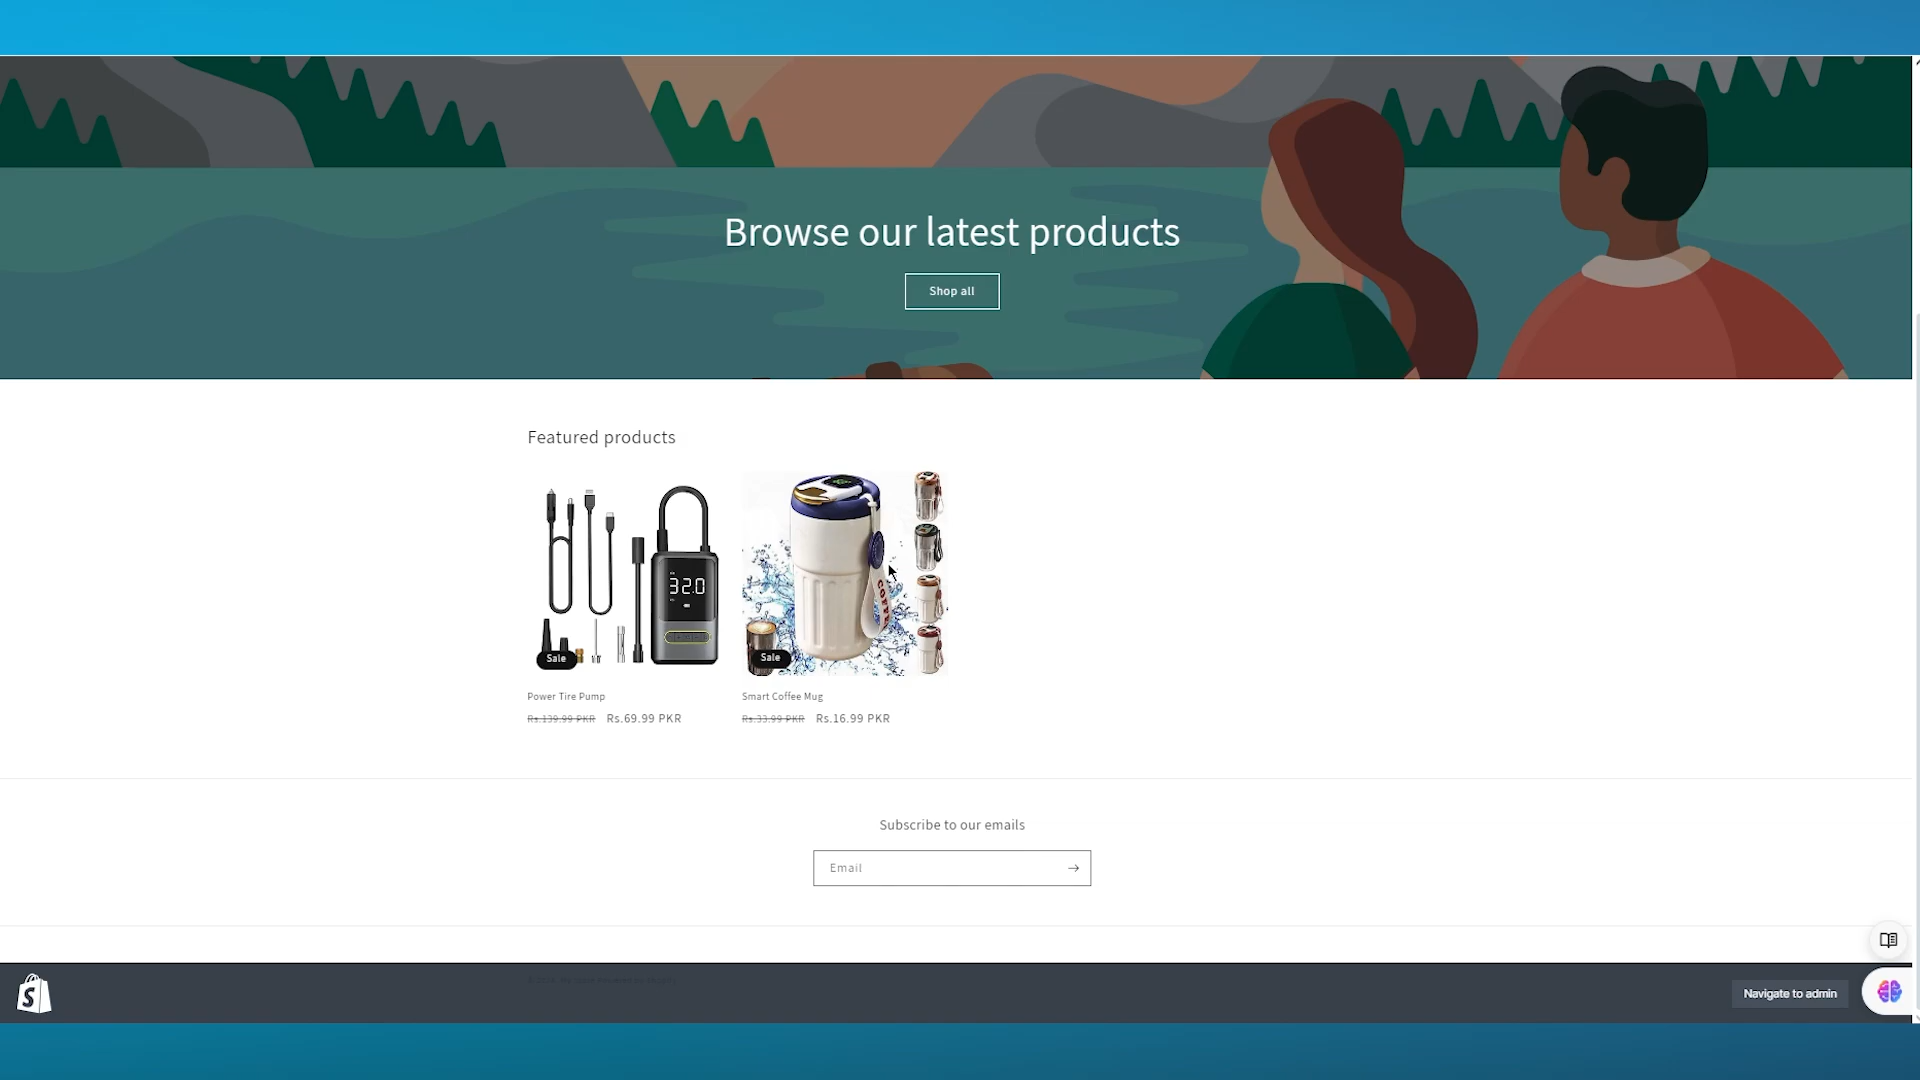 Browse our latest products
Shop all
Featured products
32.0
COFFEE
Sale
Sale
Power Tire Pump
Smart Coffee Mug
Rs.139.99 PKR Rs.69.99 PKR
Rs.33.99 PKR Rs.16.99 PKR
Subscribe to our emails
Email
Navigate to admin